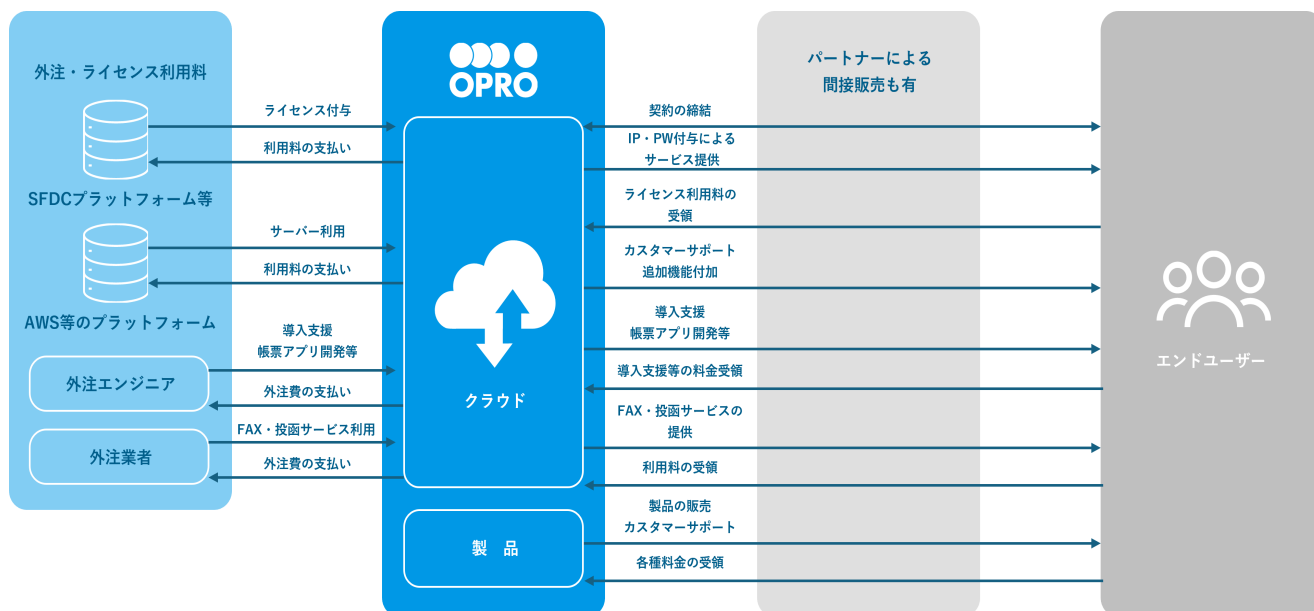 外注・ライセンス利用料
SFDCプラットフォーム等
AWS等のプラットフォーム
外注エンジニア
外注業者
ライセンス付与
利用料の支払い
サーバー利用
利用料の支払い
導入支援
帳票アプリ開発等
外注費の支払い
FAX・投函サービス利用
外注費の支払い
OPRO
クラウド
製 品
契約の締結
IP・PW付与による
サービス提供
ライセンス利用料の
受領
カスタマーサポート
追加機能付加
導入支援
帳票アプリ開発等
導入支援等の料金受領
FAX・投函サービスの
提供
利用料の受領
製品の販売
カスタマーサポート
各種料金の受領
パートナーによる
間接販売も有
エンドユーザー